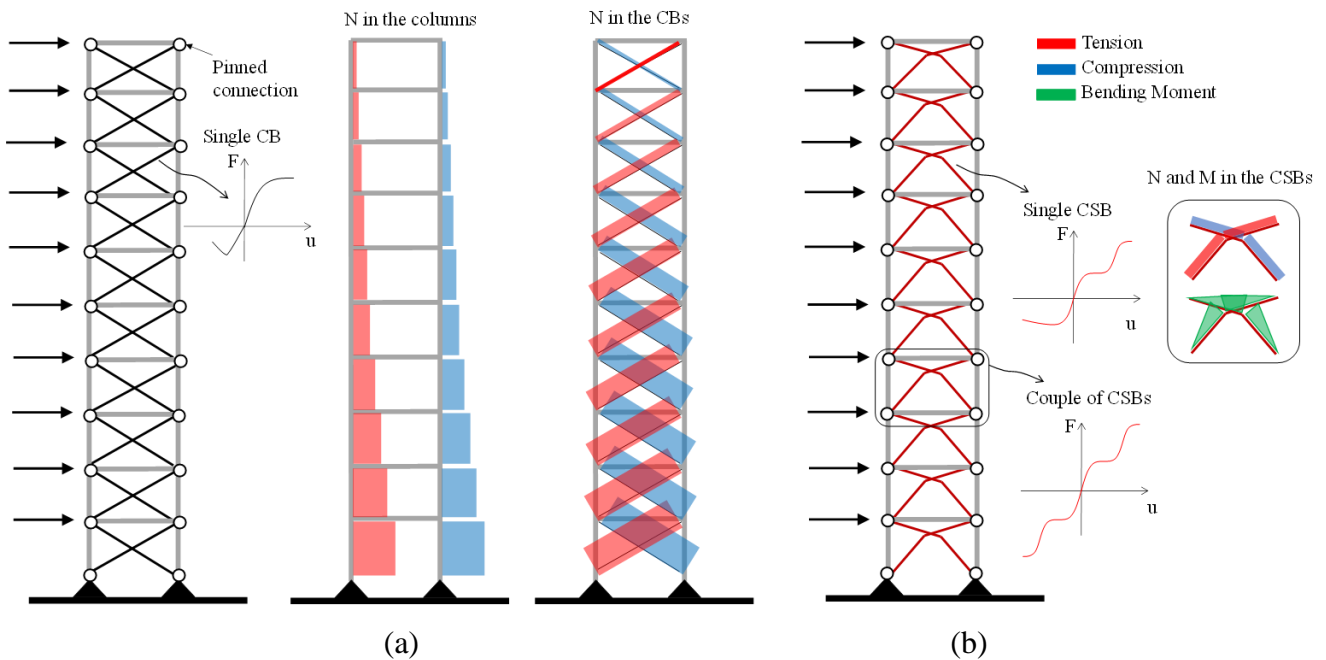 N in the columns
N in the CBs
Pinned
connection
Single CB
F
u
Tension
Compression
Bending Moment
N and M in the CSBs
Single CSB
F
u
Couple of CSBs
F
u
(a)
(b)